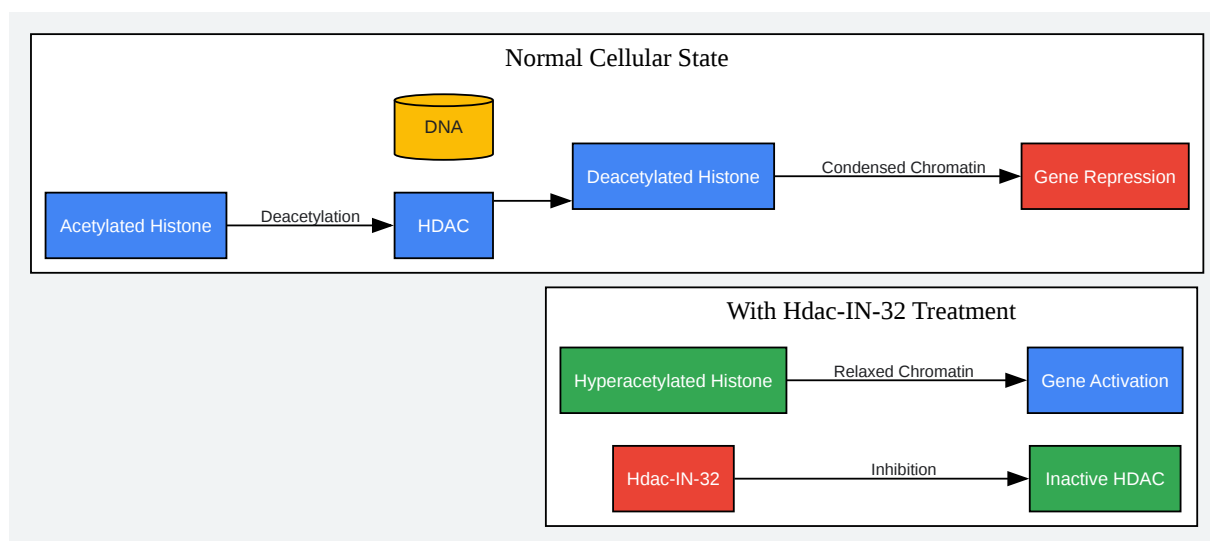 Normal Cellular State
DNA
Deacetylated Histone
Condensed Chromatin
Gene Repression
Acetylated Histone
Deacetylation
HDAC
With Hdac-IN-32 Treatment
Hyperacetylated Histone
Relaxed Chromatin
Gene Activation
Hdac-IN-32
Inhibition
Inactive HDAC